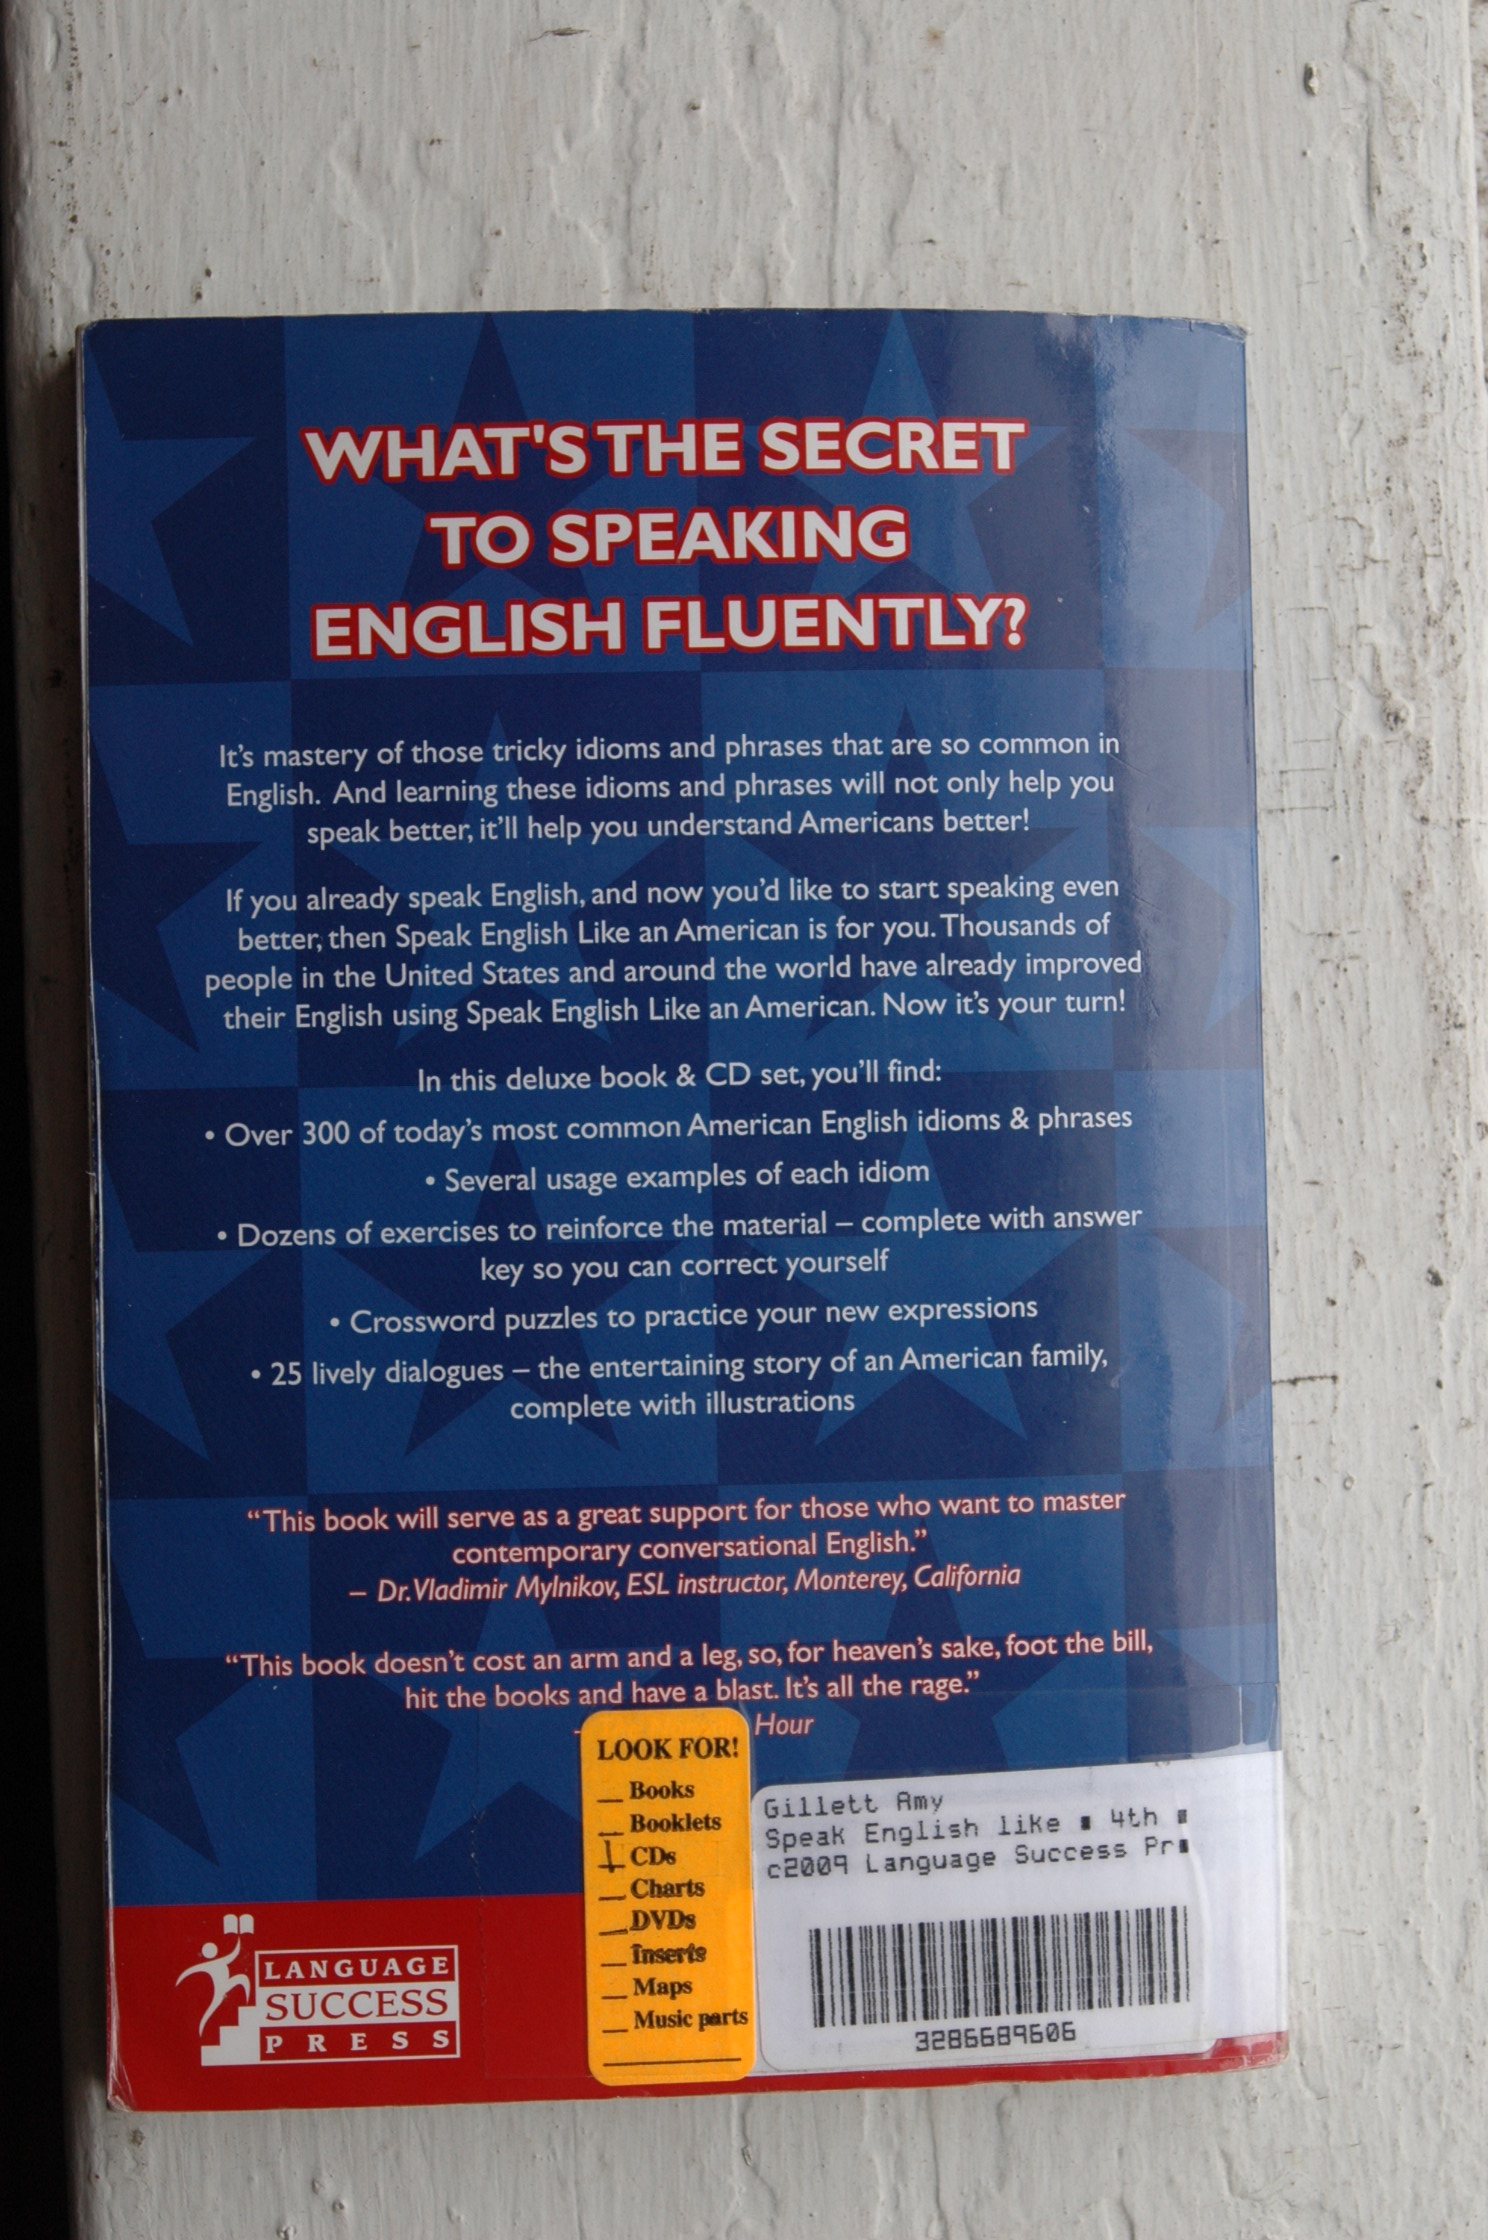 WHAT'S THE SECRET
TO SPEAKING
ENGLISH FLUENTLY?
It's mastery of those tricky idioms and phrases that are so common in
English. And learning these idioms and phrases will not only help you
speak better, it'll help you understand Americans better!
If you already speak English, and now you'd like to start speaking even
better, then Speak English Like an American is for you. Thousands of
people in the United States and around the world have already improved
their English using Speak English Like an American. Now it's your turn!
In this deluxe book & CD set, you'll find:
• Over 300 of today's most common American English idioms & phrases
• Several usage examples of each idiom
• Dozens of exercises to reinforce the material – complete with answer
key so you can correct yourself
• Crossword puzzles to practice your new expressions
• 25 lively dialogues – the entertaining story of an American family,
complete with illustrations
“This book will serve as a great support for those who want to master
contemporary conversational English.”
– Dr. Vladimir Mylnikov, ESL instructor, Monterey, California
“This book doesn't cost an arm and a leg, so, for heaven's sake, foot the bill,
hit the books and have a blast. It's all the rage.”
– Hour
LOOK FOR!
__ Books
__ Booklets
__ CDs
__ Charts
__ DVDs
__ Inserts
__ Maps
__ Music parts
Gillett Amy
Speak English like 4th
c2009 Language Success Pr
3286689606
LANGUAGE
SUCCESS
PRESS